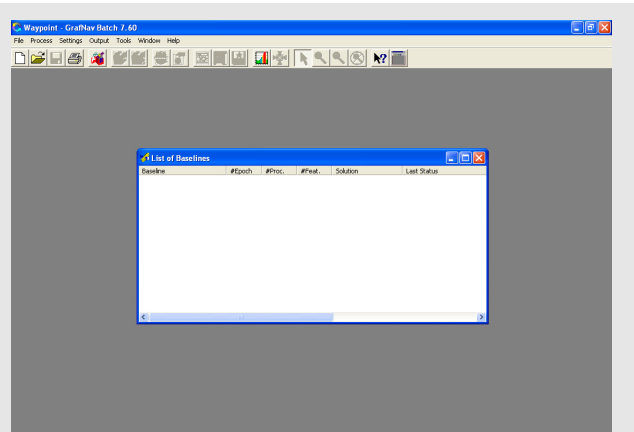 Waypoint - GrafNav Batch 7.60
File Process Settings Output Tools Window Help
List of Baselines
Baseline #Epoch #Proc. #Feat. Solution Last Status